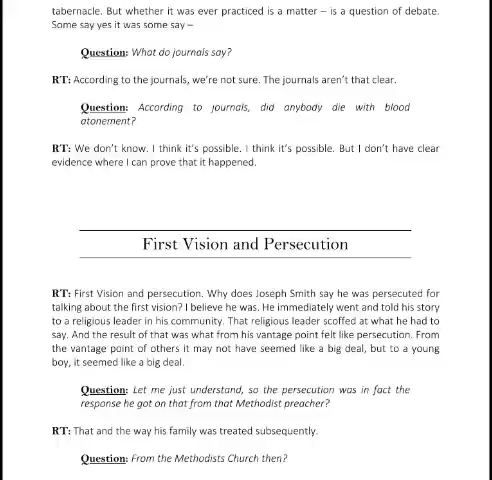 tabernacle. But whether it was ever practiced is a matter – is a question of debate.
Some say yes it was some say –
Question: What do journals say?
RT: According to the journals, we're not sure. The journals aren't that clear.
Question: According to journals, did anybody die with blood
atonement?
RT: We don't know. I think it's possible. I think it's possible. But I don't have clear
evidence where I can prove that it happened.
First Vision and Persecution
RT: First Vision and persecution. Why does Joseph Smith say he was persecuted for
talking about the first vision? I believe he was. He immediately went and told his story
to a religious leader in his community. That religious leader scoffed at what he had to
say. And the result of that was what from his vantage point felt like persecution. From
the vantage point of others it may not have seemed like a big deal, but to a young
boy, it seemed like a big deal.
Question: Let me just understand, so the persecution was in fact the
response he got on that from that Methodist preacher?
RT: That and the way his family was treated subsequently.
Question: From the Methodists Church then?